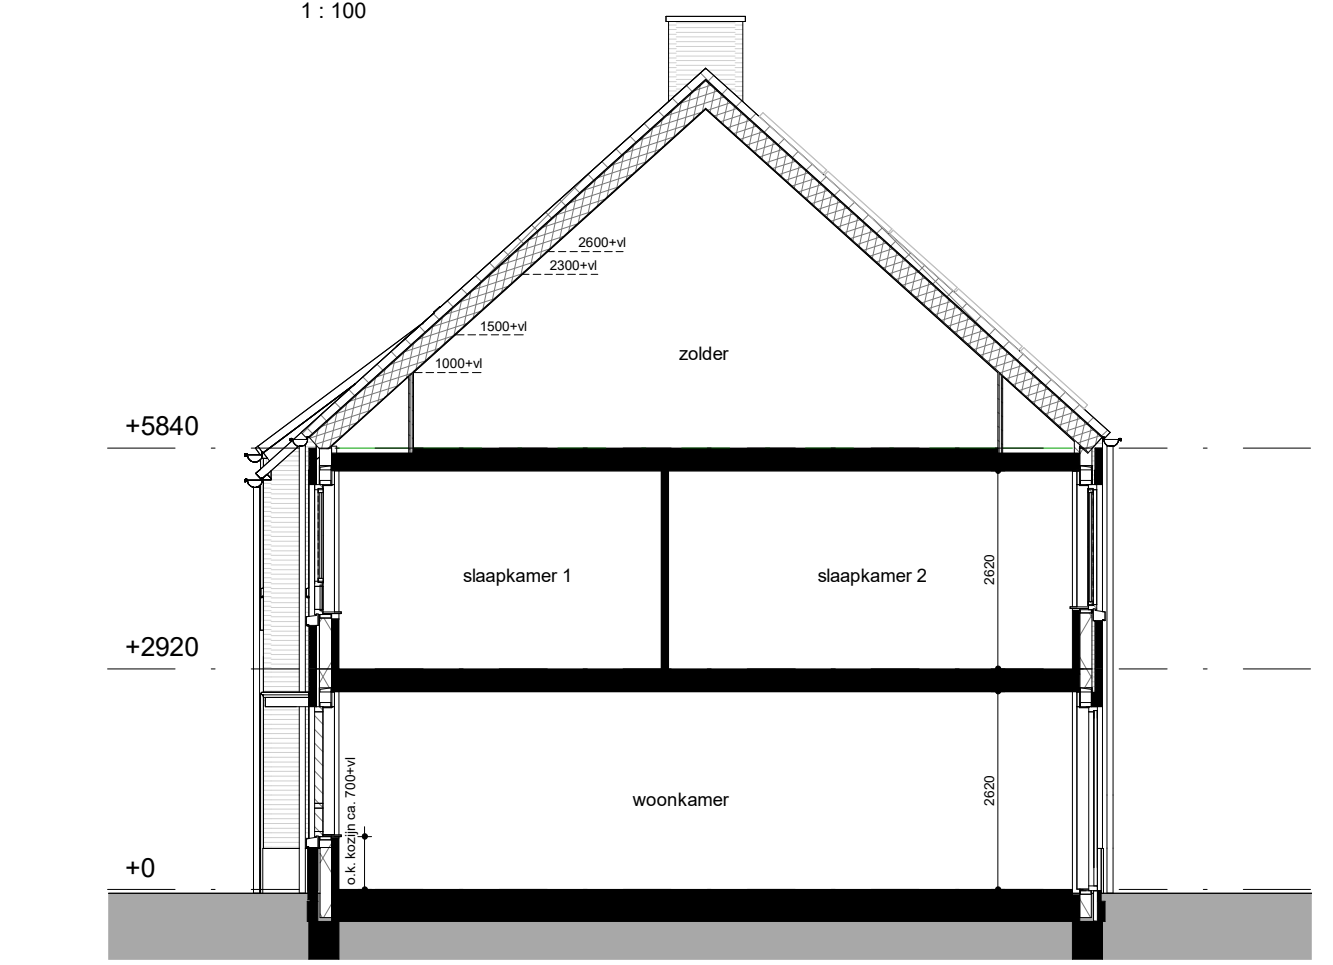 1 : 100
2600+vl
2300+vl
1500+vl
zolder
1000+vl
+5840
slaapkamer 1
slaapkamer 2
2620
+2920
o.k. kozijn ca. 700+vl
woonkamer
2620
+0